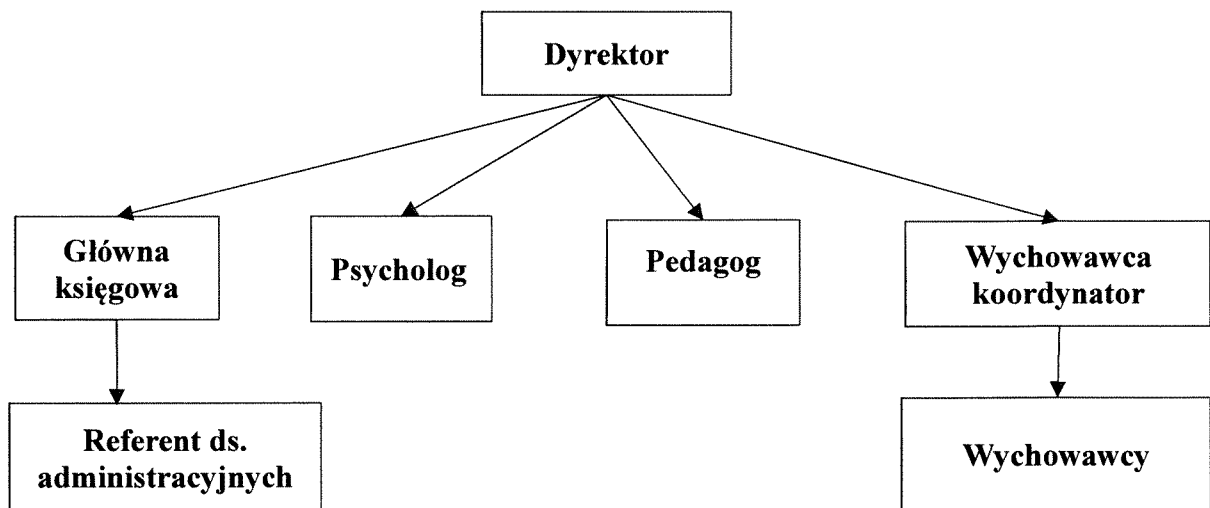 Dyrektor
Główna
księgowa
Psycholog
Pedagog
Wychowawca
koordynator
Referent ds.
administracyjnych
Wychowawcy